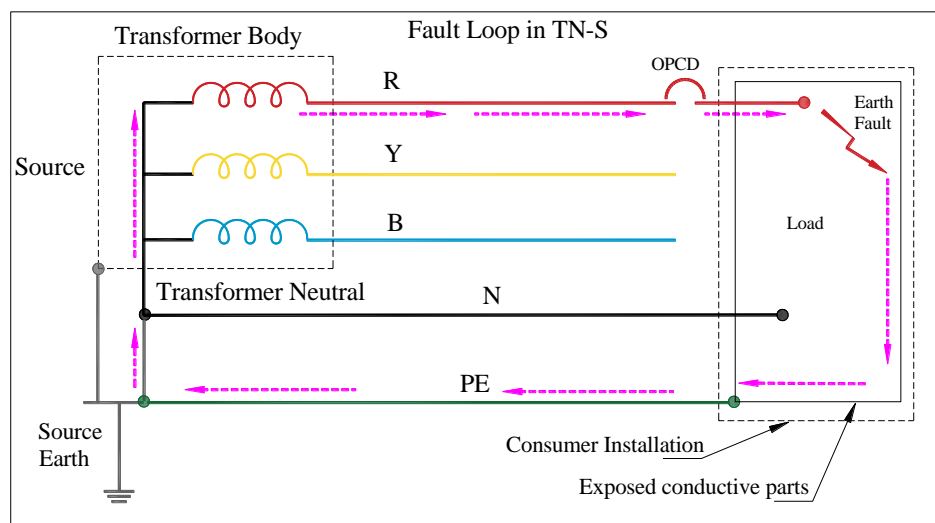 Fault Loop in TN-S
Transformer Body
OPCD
R
Earth
Fault
Source
Y
Load
B
Transformer Neutral
N
PE
Source
Earth
Consumer Installation
Exposed conductive parts